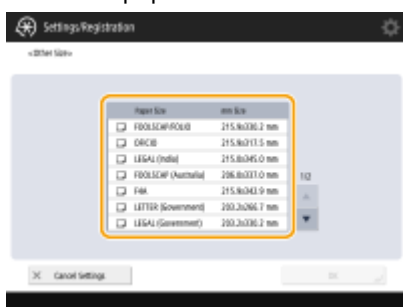 Settings/Registration
<Other Size>
Paper Size mm Size
FOOLSCAP/FOLIO 215.9x330.2 mm
OFICIO 215.9x317.5 mm
LEGAL (India) 215.0x345.0 mm
FOOLSCAP (Australia) 206.0x337.0 mm
F4A 215.9x342.9 mm
LETTER (Government) 203.2x266.7 mm
LEGAL (Government) 203.2x330.2 mm
1/2
Cancel Settings
OK